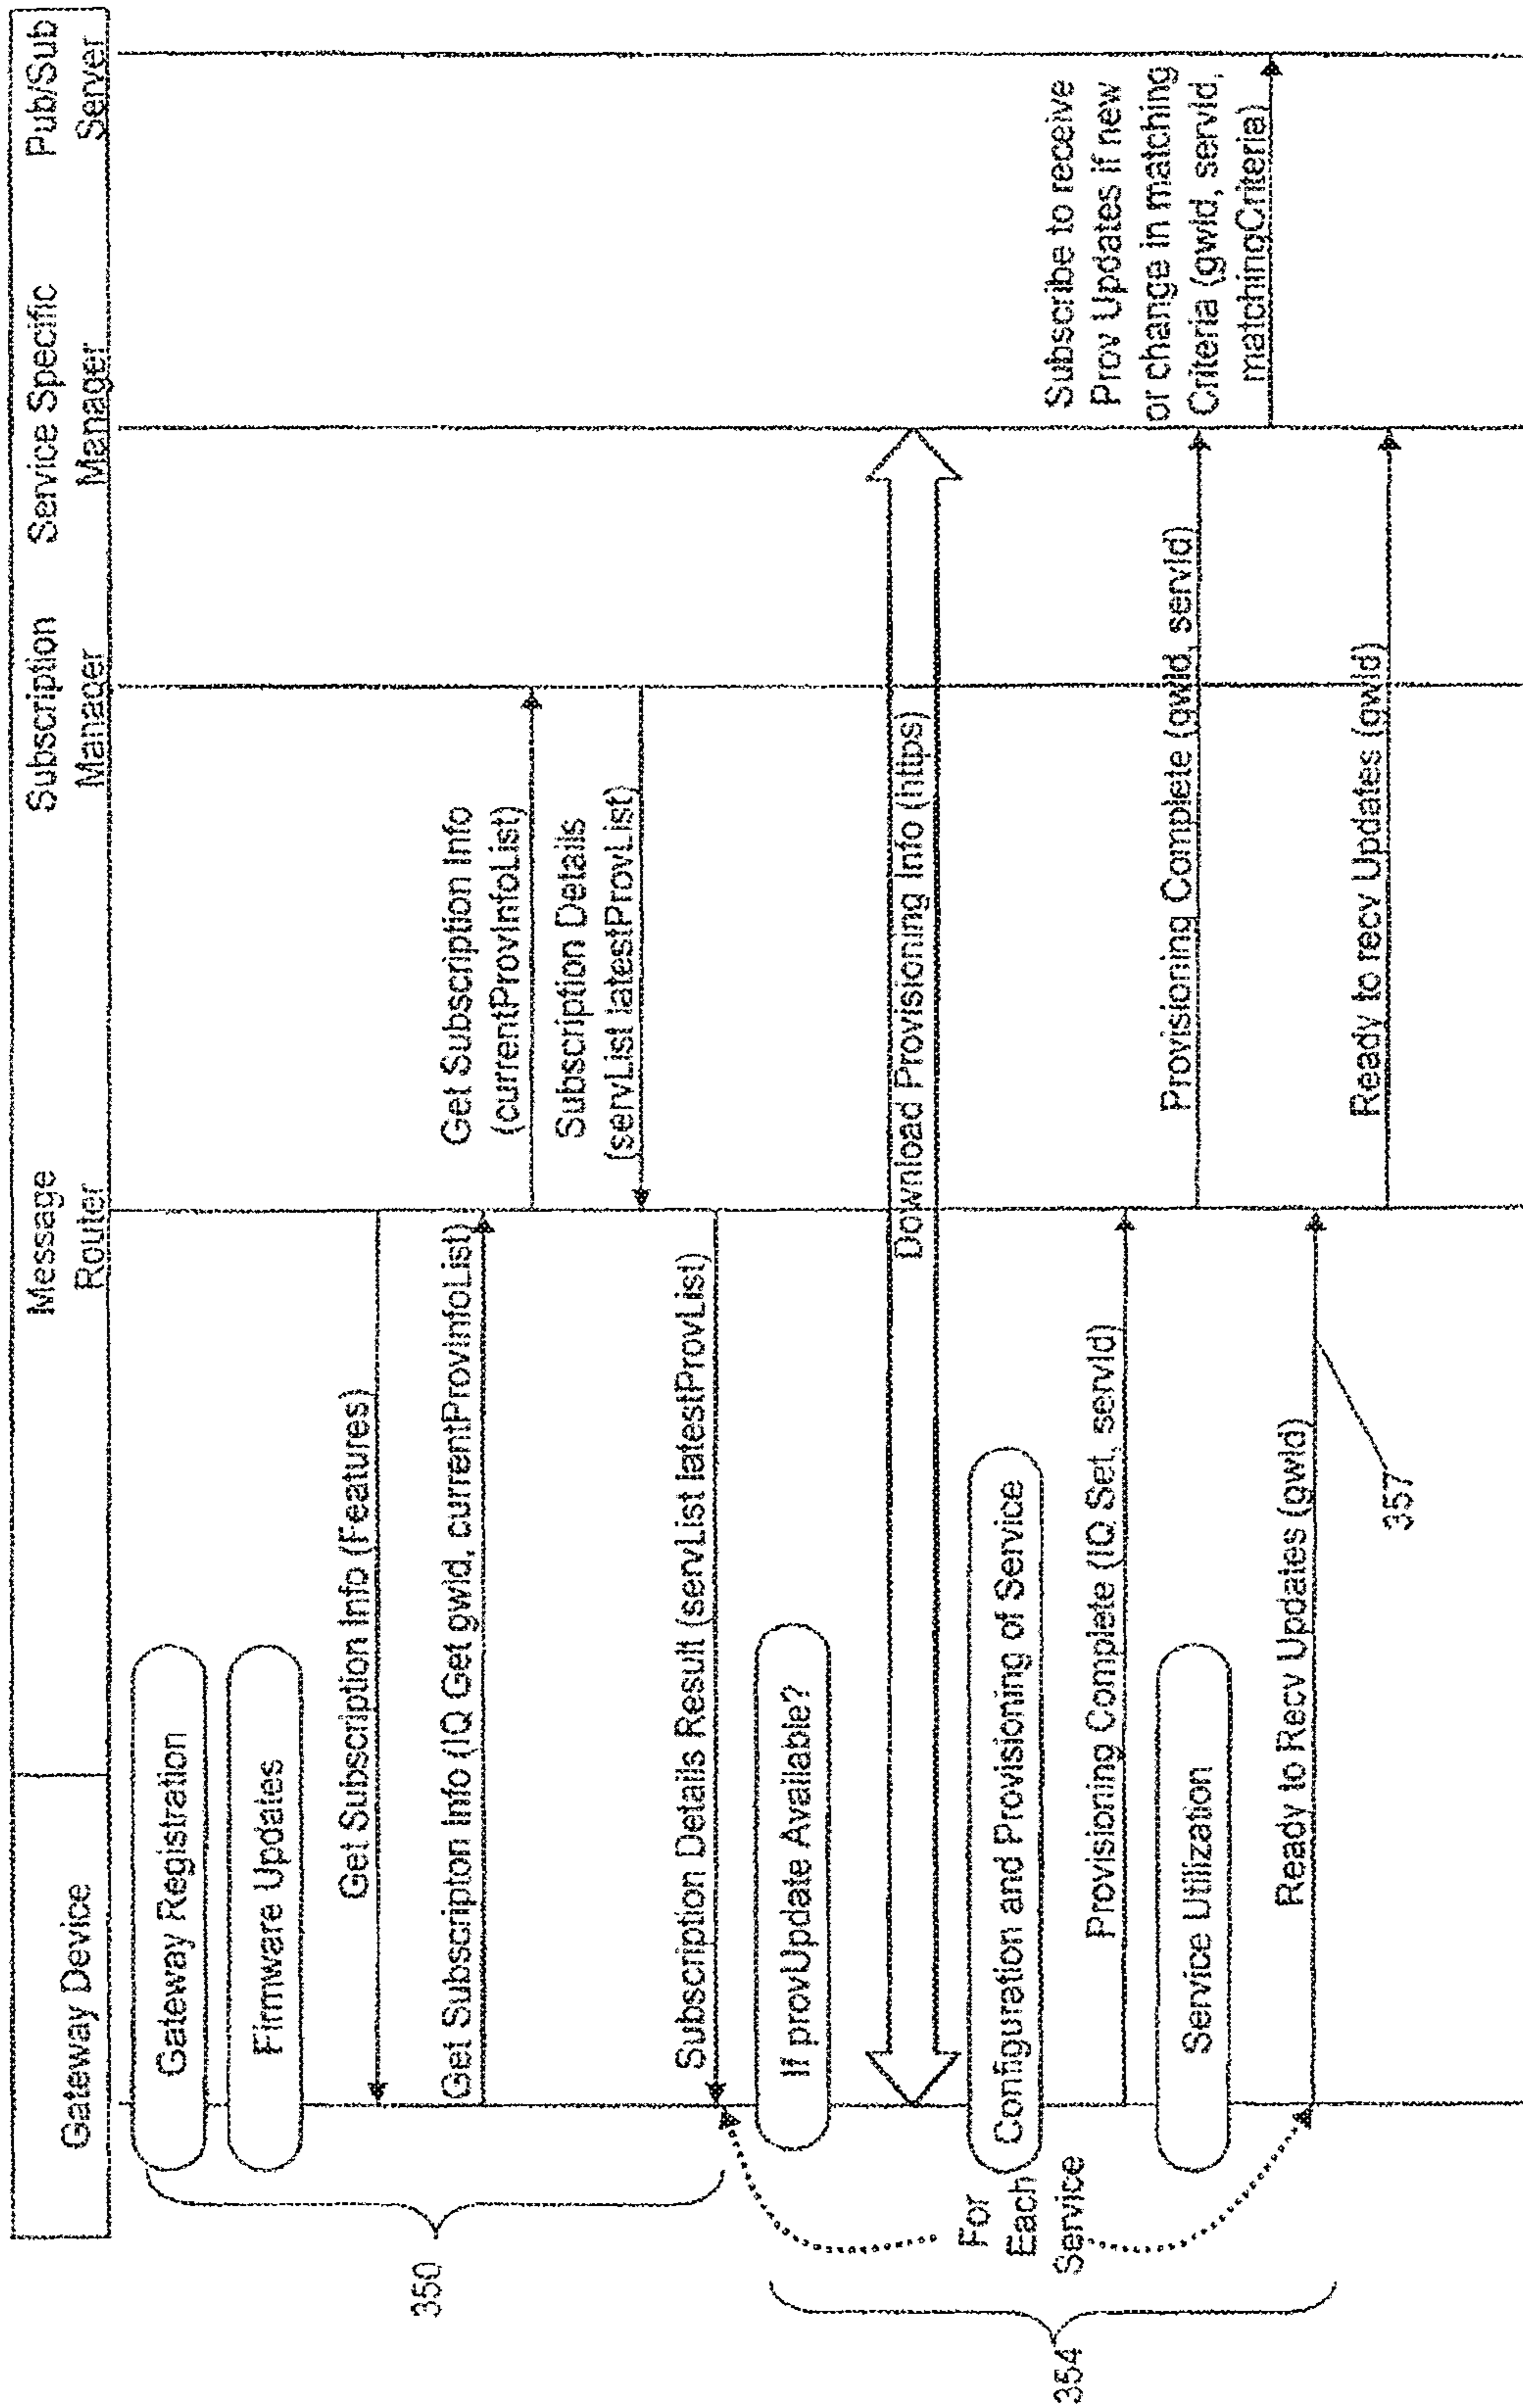 Gateway Device
Message
Router
Subscription
Manager
Service Specific
Manager
Pub/Sub
Server
Gateway Registration
Firmware Updates
Get Subscription Info (Features)
Get Subscripton Info (IQ Get gwId, currentProvInfoList)
Get Subscription Info
(currentProvInfoList)
Subscription Details
(servList latestProvList)
Subscription Details Result (servList latestProvList)
350
If provUpdate Available?
Download Provisioning Info (https)
For
Each
Service
Configuration and Provisioning of Service
Provisioning Complete (IQ Set, servId)
Provisioning Complete (gwId, servId)
Subscribe to receive
Prov Updates if new
or change in matching
Criteria (gwId, servId,
matchingCriteria)
Service Utilization
Ready to Recv Updates (gwId)
Ready to recv Updates (gwId)
354
357